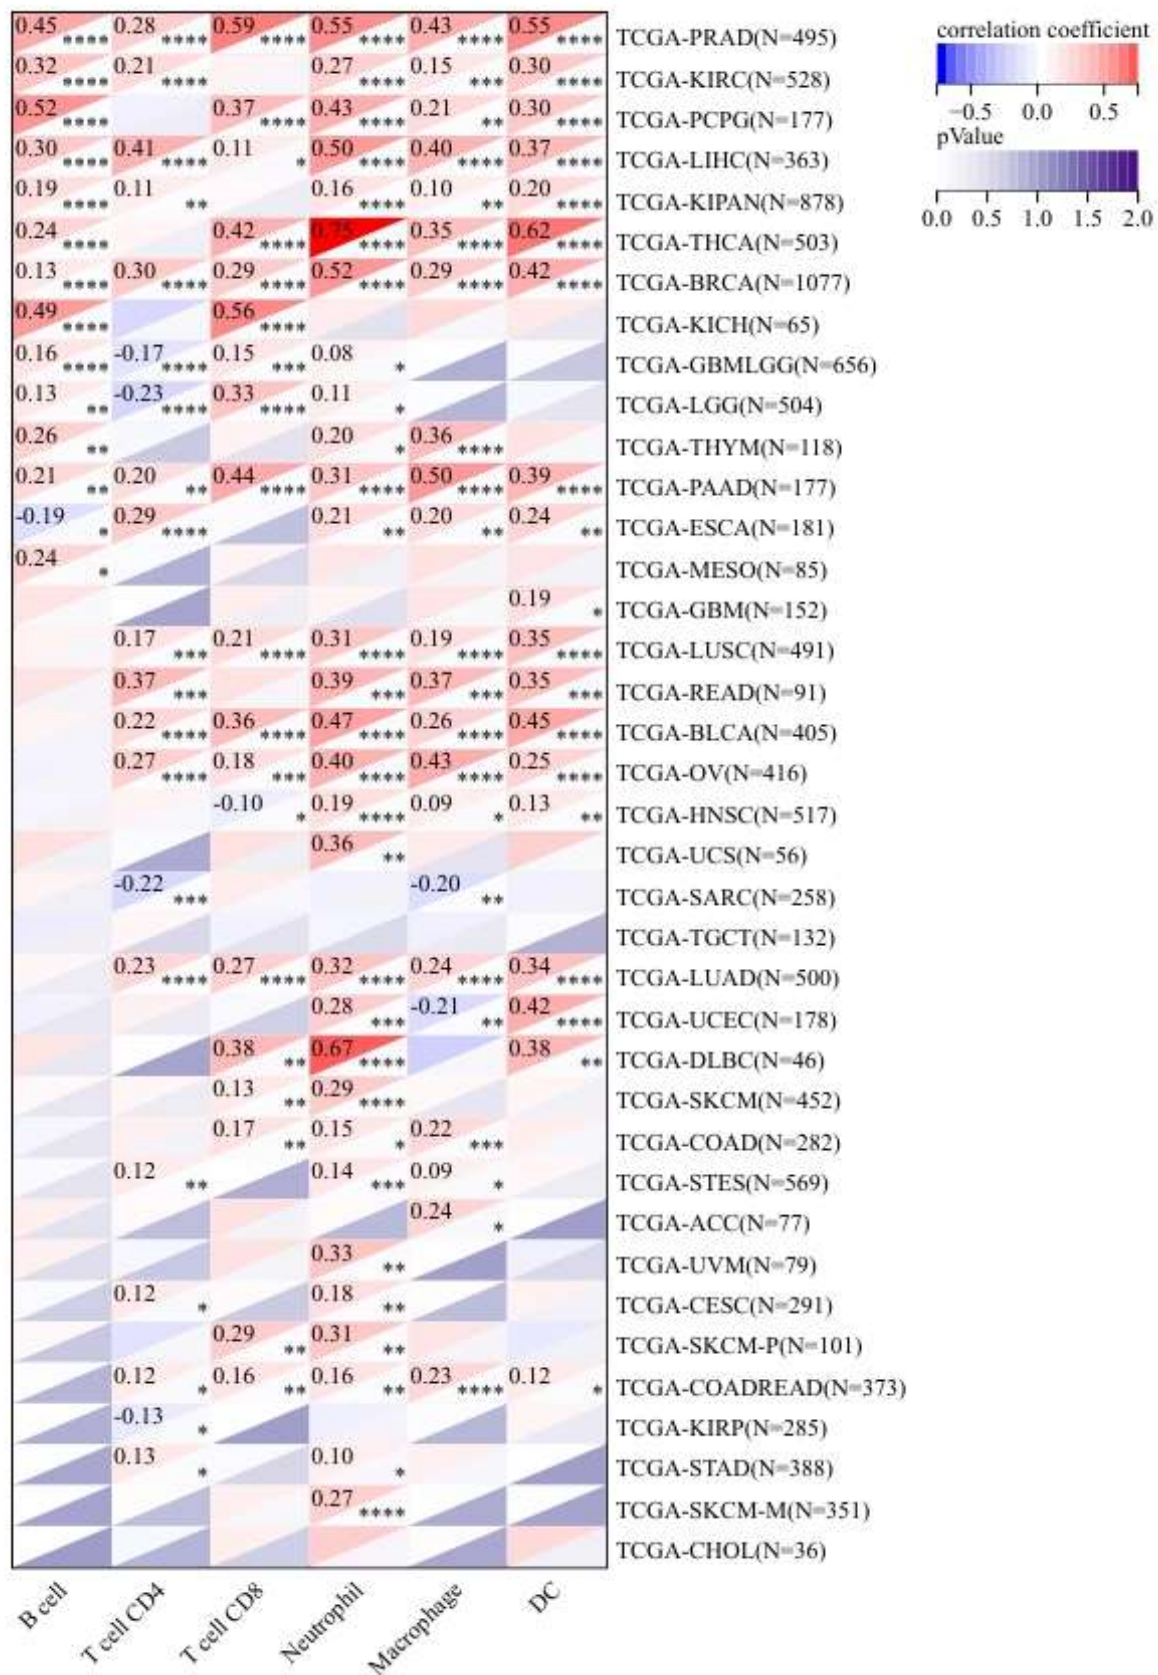 0.45 **** 0.28 **** 0.59 **** 0.55 **** 0.43 **** 0.55 **** TCGA-PRAD(N=495)
0.32 **** 0.21 **** 0.27 **** 0.15 *** 0.30 **** TCGA-KIRC(N=528)
0.52 **** 0.37 **** 0.43 **** 0.21 ** 0.30 **** TCGA-PCPG(N=177)
0.30 **** 0.41 **** 0.11 * 0.50 **** 0.40 **** 0.37 **** TCGA-LIHC(N=363)
0.19 **** 0.11 ** 0.16 **** 0.10 ** 0.20 **** TCGA-KIPAN(N=878)
0.24 **** 0.42 **** 0.75 **** 0.35 **** 0.62 **** TCGA-THCA(N=503)
0.13 **** 0.30 **** 0.29 **** 0.52 **** 0.29 **** 0.42 **** TCGA-BRCA(N=1077)
0.49 **** 0.56 **** TCGA-KICH(N=65)
0.16 **** -0.17 **** 0.15 *** 0.08 * TCGA-GBMLGG(N=656)
0.13 ** -0.23 **** 0.33 **** 0.11 * TCGA-LGG(N=504)
0.26 ** 0.20 * 0.36 **** TCGA-THYM(N=118)
0.21 ** 0.20 ** 0.44 **** 0.31 **** 0.50 **** 0.39 **** TCGA-PAAD(N=177)
-0.19 * 0.29 **** 0.21 ** 0.20 ** 0.24 ** TCGA-ESCA(N=181)
0.24 * TCGA-MESO(N=85)
0.19 * TCGA-GBM(N=152)
0.17 *** 0.21 **** 0.31 **** 0.19 **** 0.35 **** TCGA-LUSC(N=491)
0.37 *** 0.39 *** 0.37 *** 0.35 *** TCGA-READ(N=91)
0.22 **** 0.36 **** 0.47 **** 0.26 **** 0.45 **** TCGA-BLCA(N=405)
0.27 **** 0.18 *** 0.40 **** 0.43 **** 0.25 **** TCGA-OV(N=416)
-0.10 * 0.19 **** 0.09 * 0.13 ** TCGA-HNSC(N=517)
0.36 ** TCGA-UCS(N=56)
-0.22 *** -0.20 ** TCGA-SARC(N=258)
TCGA-TGCT(N=132)
0.23 **** 0.27 **** 0.32 **** 0.24 **** 0.34 **** TCGA-LUAD(N=500)
0.28 *** -0.21 ** 0.42 **** TCGA-UCEC(N=178)
0.38 ** 0.67 **** 0.38 ** TCGA-DLBC(N=46)
0.13 ** 0.29 **** TCGA-SKCM(N=452)
0.17 ** 0.15 * 0.22 *** TCGA-COAD(N=282)
0.12 ** 0.14 *** 0.09 * TCGA-STES(N=569)
0.24 * TCGA-ACC(N=77)
0.33 ** TCGA-UVM(N=79)
0.12 * 0.18 ** TCGA-CESC(N=291)
0.29 ** 0.31 ** TCGA-SKCM-P(N=101)
0.12 * 0.16 ** 0.16 ** 0.23 **** 0.12 * TCGA-COADREAD(N=373)
-0.13 * TCGA-KIRP(N=285)
0.13 * 0.10 * TCGA-STAD(N=388)
0.27 **** TCGA-SKCM-M(N=351)
TCGA-CHOL(N=36)
B cell T cell CD4 T cell CD8 Neutrophil Macrophage DC
correlation coefficient
−0.5 0.0 0.5
pValue
0.0 0.5 1.0 1.5 2.0